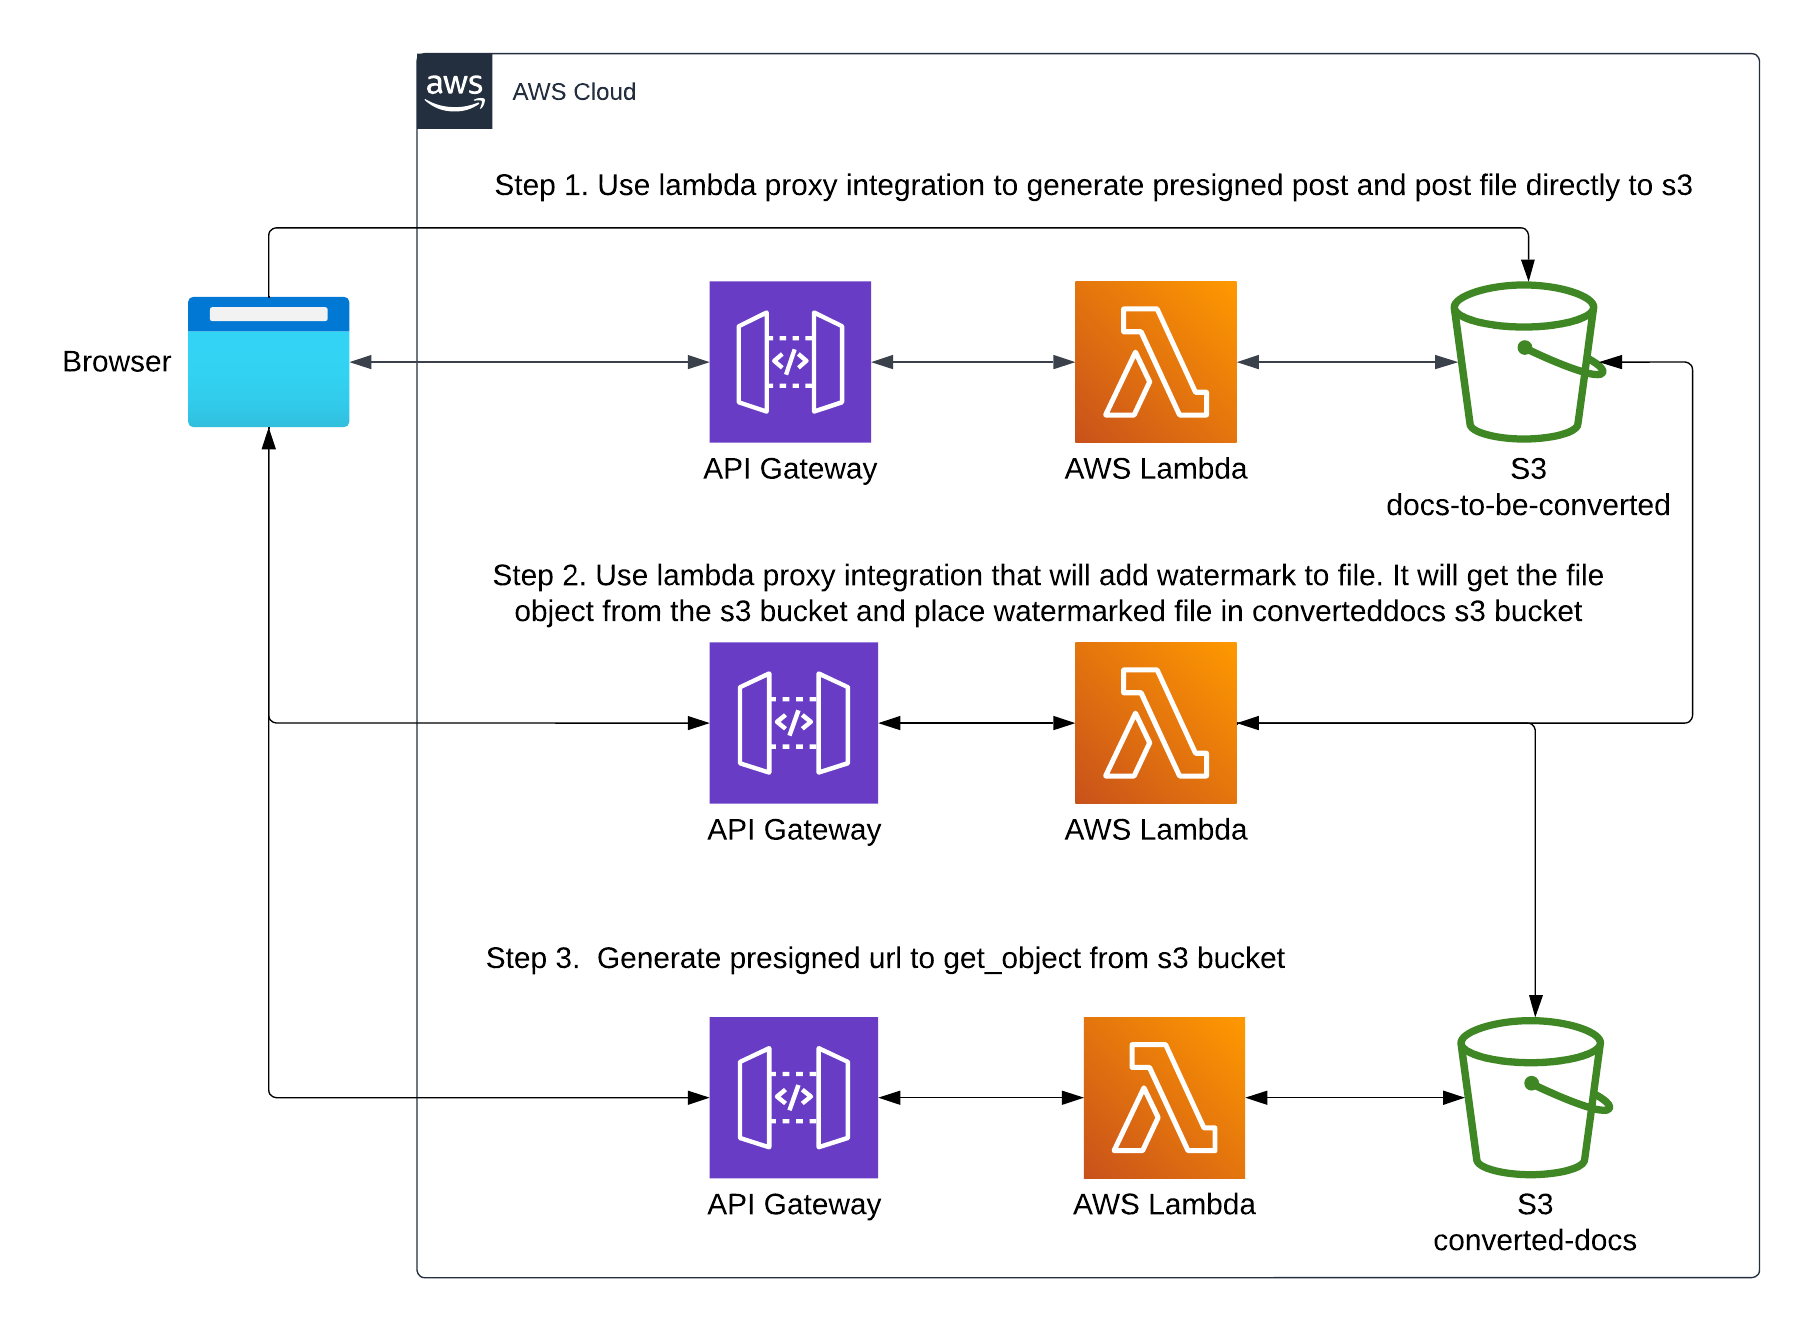 aws
AWS Cloud
Step 1. Use lambda proxy integration to generate presigned post and post file directly to s3
Browser
API Gateway
AWS Lambda
S3
docs-to-be-converted
Step 2. Use lambda proxy integration that will add watermark to file. It will get the file
object from the s3 bucket and place watermarked file in converteddocs s3 bucket
API Gateway
AWS Lambda
Step 3.  Generate presigned url to get_object from s3 bucket
API Gateway
AWS Lambda
S3
converted-docs